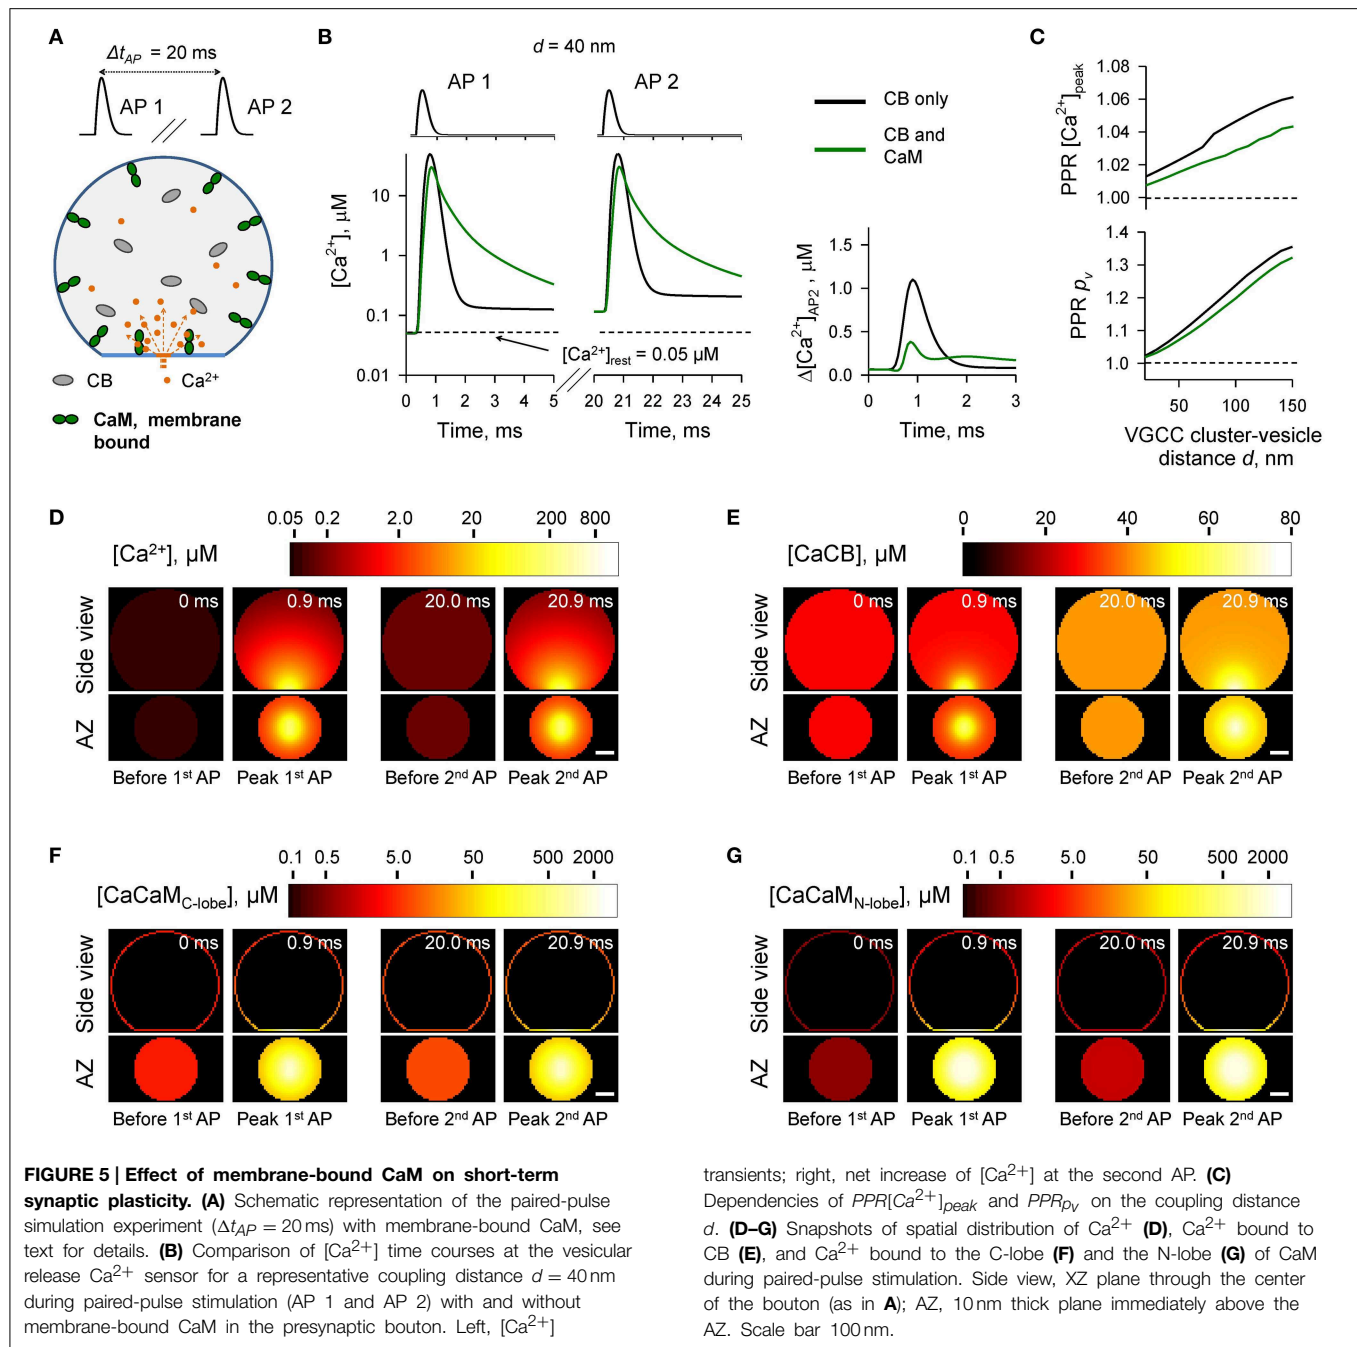 A
Δt_AP = 20 ms
AP 1
AP 2
CB
Ca²⁺
CaM, membrane
bound
B
d = 40 nm
AP 1
AP 2
[Ca²⁺], µM
10
1
0.1
0.01
[Ca²⁺]rest = 0.05 µM
0 1 2 3 4 5
20 21 22 23 24 25
Time, ms
Time, ms
CB only
CB and
CaM
Δ[Ca²⁺]AP2 , µM
1.5
1.0
0.5
0.0
0 1 2 3
Time, ms
C
PPR [Ca²⁺]peak
1.08
1.06
1.04
1.02
1.00
PPR pᵥ
1.4
1.3
1.2
1.1
1.0
50 100 150
VGCC cluster-vesicle
distance d, nm
D
0.05 0.2 2.0 20 200 800
[Ca²⁺], µM
Side view
0 ms 0.9 ms 20.0 ms 20.9 ms
AZ
Before 1ˢᵗ AP Peak 1ˢᵗ AP Before 2ⁿᵈ AP Peak 2ⁿᵈ AP
E
0 20 40 60 80
[CaCB], µM
Side view
0 ms 0.9 ms 20.0 ms 20.9 ms
AZ
Before 1ˢᵗ AP Peak 1ˢᵗ AP Before 2ⁿᵈ AP Peak 2ⁿᵈ AP
F
0.1 0.5 5.0 50 500 2000
[CaCaM_C-lobe], µM
Side view
0 ms 0.9 ms 20.0 ms 20.9 ms
AZ
Before 1ˢᵗ AP Peak 1ˢᵗ AP Before 2ⁿᵈ AP Peak 2ⁿᵈ AP
G
0.1 0.5 5.0 50 500 2000
[CaCaM_N-lobe], µM
Side view
0 ms 0.9 ms 20.0 ms 20.9 ms
AZ
Before 1ˢᵗ AP Peak 1ˢᵗ AP Before 2ⁿᵈ AP Peak 2ⁿᵈ AP
FIGURE 5 | Effect of membrane-bound CaM on short-term
synaptic plasticity. (A) Schematic representation of the paired-pulse
simulation experiment (Δt_AP = 20 ms) with membrane-bound CaM, see
text for details. (B) Comparison of [Ca²⁺] time courses at the vesicular
release Ca²⁺ sensor for a representative coupling distance d = 40 nm
during paired-pulse stimulation (AP 1 and AP 2) with and without
membrane-bound CaM in the presynaptic bouton. Left, [Ca²⁺]
transients; right, net increase of [Ca²⁺] at the second AP. (C)
Dependencies of PPR[Ca²⁺]peak and PPRpᵥ on the coupling distance
d. (D–G) Snapshots of spatial distribution of Ca²⁺ (D), Ca²⁺ bound to
CB (E), and Ca²⁺ bound to the C-lobe (F) and the N-lobe (G) of CaM
during paired-pulse stimulation. Side view, XZ plane through the center
of the bouton (as in A); AZ, 10 nm thick plane immediately above the
AZ. Scale bar 100 nm.